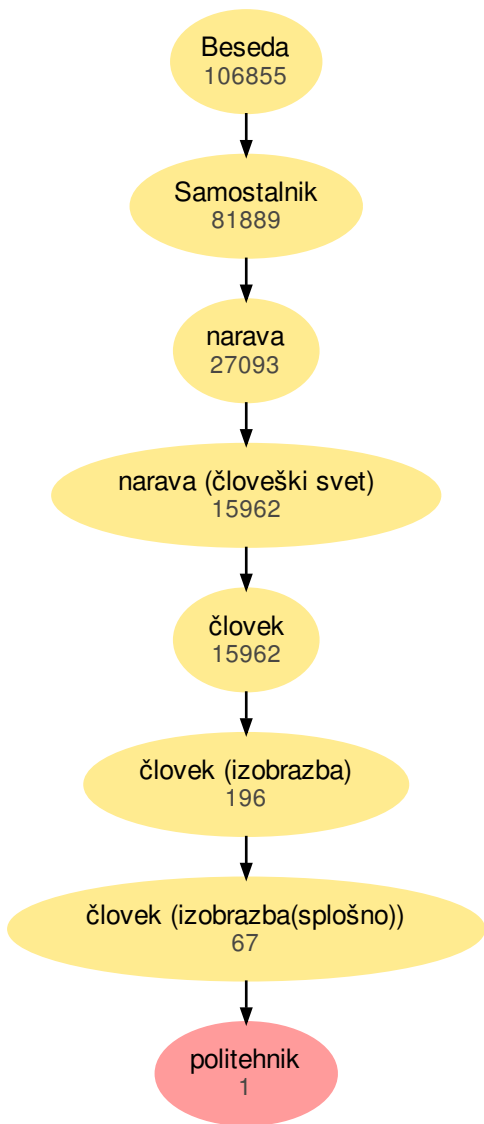 Beseda
106855
Samostalnik
81889
narava
27093
narava (človeški svet)
15962
človek
15962
človek (izobrazba)
196
človek (izobrazba(splošno))
67
politehnik
1